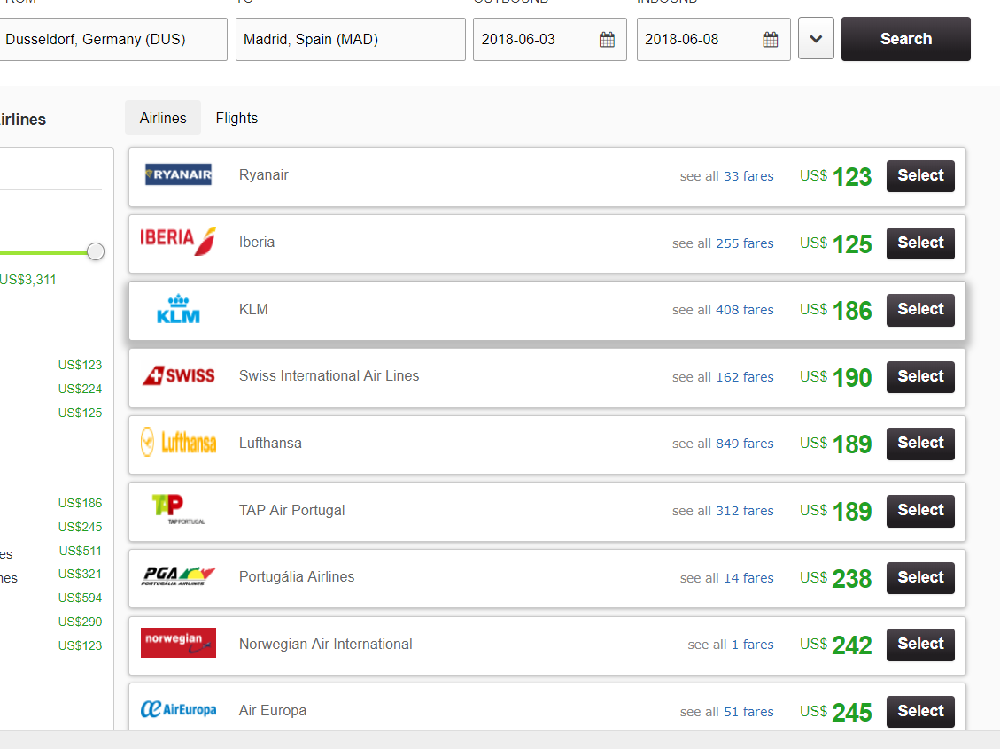 Dusseldorf, Germany (DUS) Madrid, Spain (MAD) 2018-06-03 2018-06-08 Search
irlines
Airlines Flights
RYANAIR Ryanair see all 33 fares US$ 123 Select
IBERIA Iberia see all 255 fares US$ 125 Select
US$3,311
KLM KLM see all 408 fares US$ 186 Select
US$123
SWISS Swiss International Air Lines see all 162 fares US$ 190 Select
US$224
US$125
Lufthansa Lufthansa see all 849 fares US$ 189 Select
US$186
TAP TAP PORTUGAL TAP Air Portugal see all 312 fares US$ 189 Select
US$245
es US$511
nes US$321
PGA PORTUGÁLIA AIRLINES Portugália Airlines see all 14 fares US$ 238 Select
US$594
US$290
US$123
norwegian Norwegian Air International see all 1 fares US$ 242 Select
AirEuropa Air Europa see all 51 fares US$ 245 Select